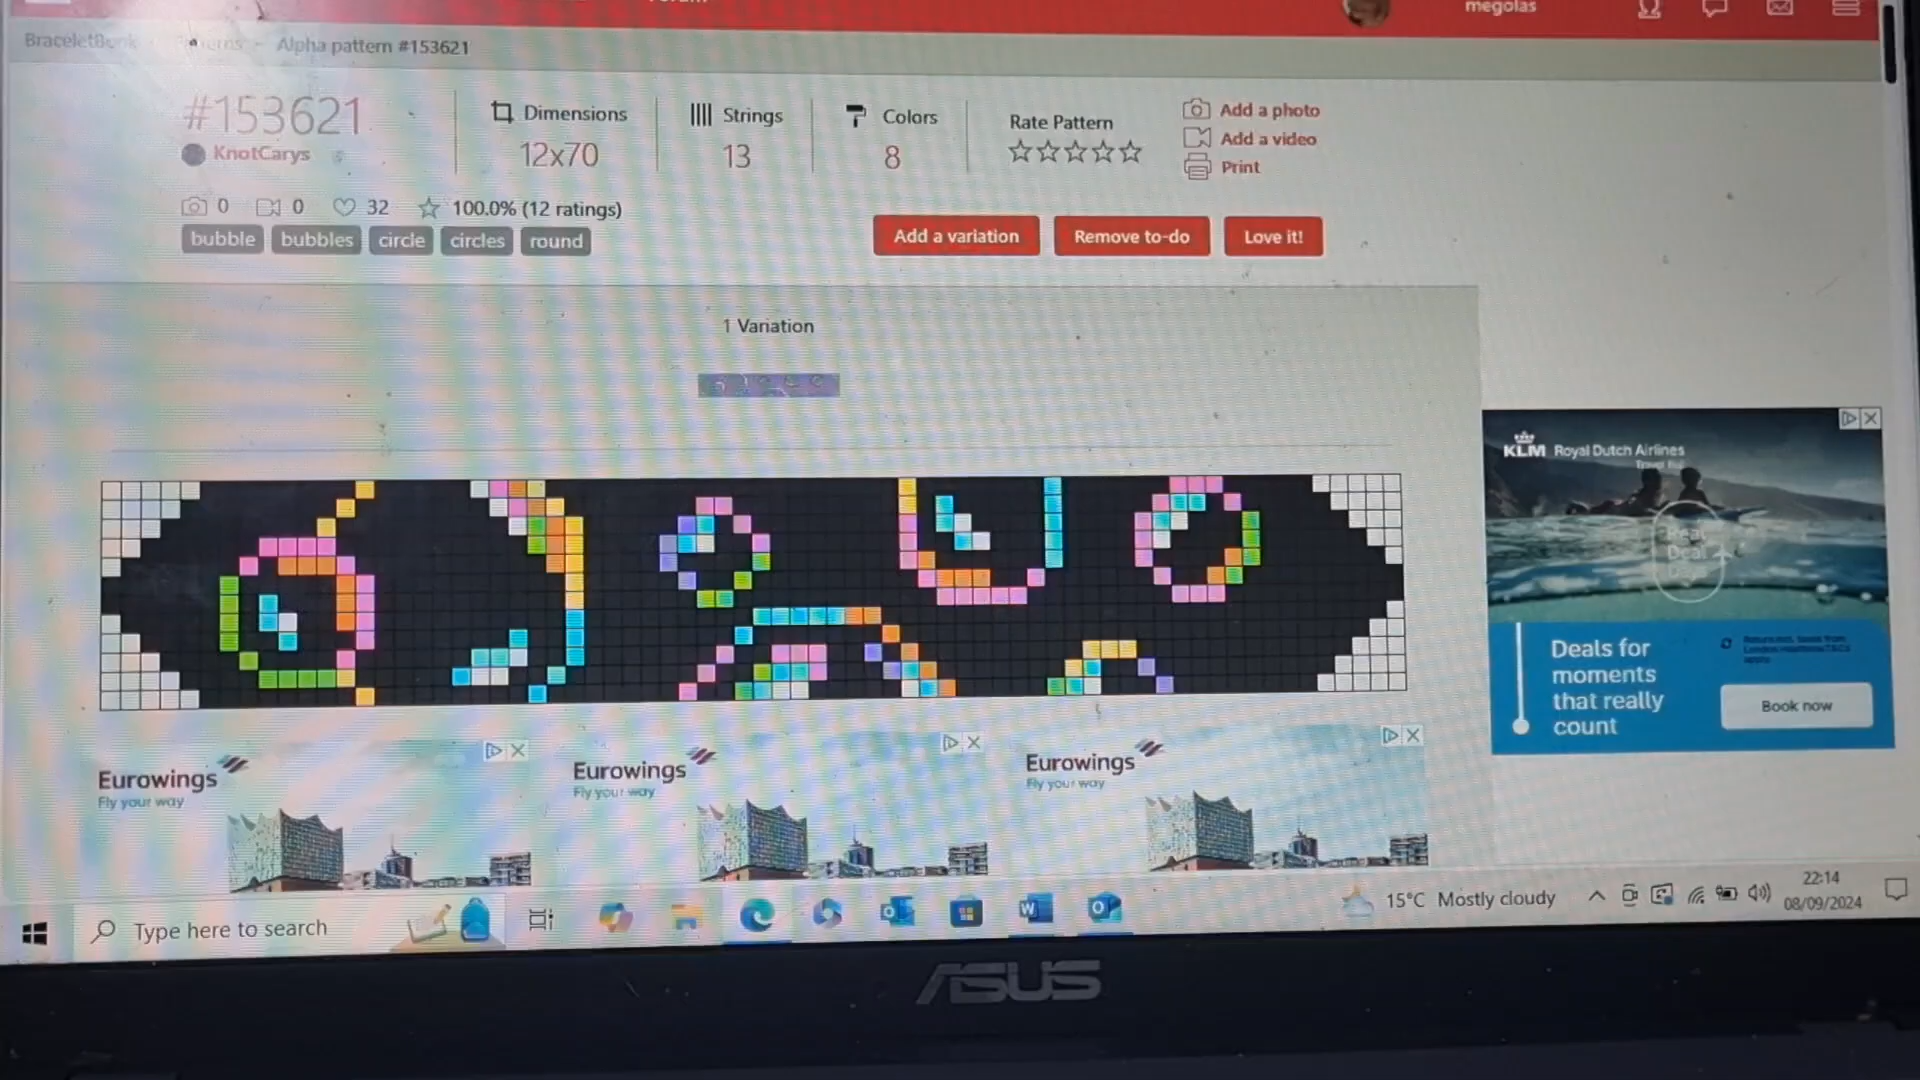 megolas
BraceletBook
Alpha pattern #153621
#153621
KnotCarys
Dimensions
12x70
Strings
13
Colors
8
Rate Pattern
Add a photo
Add a video
Print
0 0 32 100.0% (12 ratings)
bubble bubbles circle circles round
Add a variation Remove to-do Love it!
1 Variation
KLM Royal Dutch Airlines
Real
Deal
Days
Deals for
moments
that really
count
Book now
Eurowings
Fly your way
Eurowings
Fly your way
Eurowings
Fly your way
Type here to search
15°C Mostly cloudy
22:14
08/09/2024
ASUS